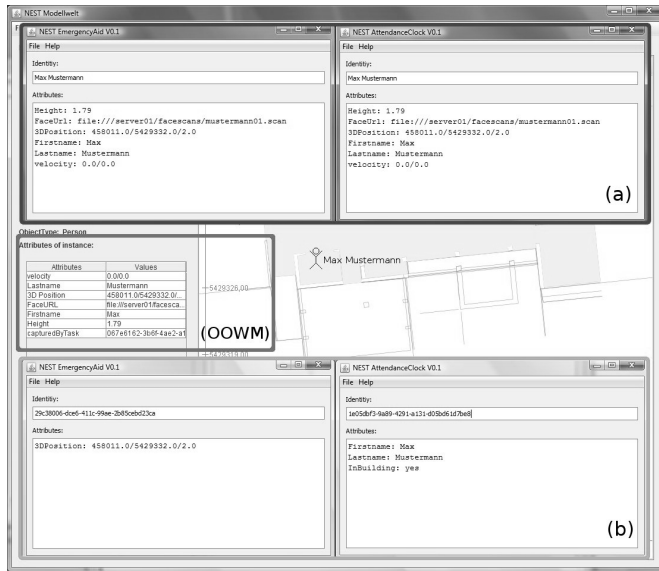 NEST Modellwelt
NEST EmergencyAid V0.1
File Help
Identity:
Max Mustermann
Attributes:
Height: 1.79
FaceUrl: file:///server01/facescans/mustermann01.scan
3DPosition: 458011.0/5429332.0/2.0
Firstname: Max
Lastname: Mustermann
velocity: 0.0/0.0
NEST AttendanceClock V0.1
File Help
Identity:
Max Mustermann
Attributes:
Height: 1.79
FaceUrl: file:///server01/facescans/mustermann01.scan
3DPosition: 458011.0/5429332.0/2.0
Firstname: Max
Lastname: Mustermann
velocity: 0.0/0.0
(a)
ObjectType: Person
Attributes of instance:
Attributes Values
velocity 0.0/0.0
Lastname Mustermann
3D Position 458011.0/5429332.0/...
FaceURL file:///server01/facesca...
Firstname Max
Height 1.79
capturedByTask 067e6162-3b6f-4ae2-a1
(OOWM)
Max Mustermann
5429326,00
5429319,00
NEST EmergencyAid V0.1
File Help
Identity:
29c38006-dce6-411c-99ae-2b85cebd23ca
Attributes:
3DPosition: 458011.0/5429332.0/2.0
NEST AttendanceClock V0.1
File Help
Identity:
1e05dbf3-9a89-4291-a131-d05bd61d7be8
Attributes:
Firstname: Max
Lastname: Mustermann
InBuilding: yes
(b)